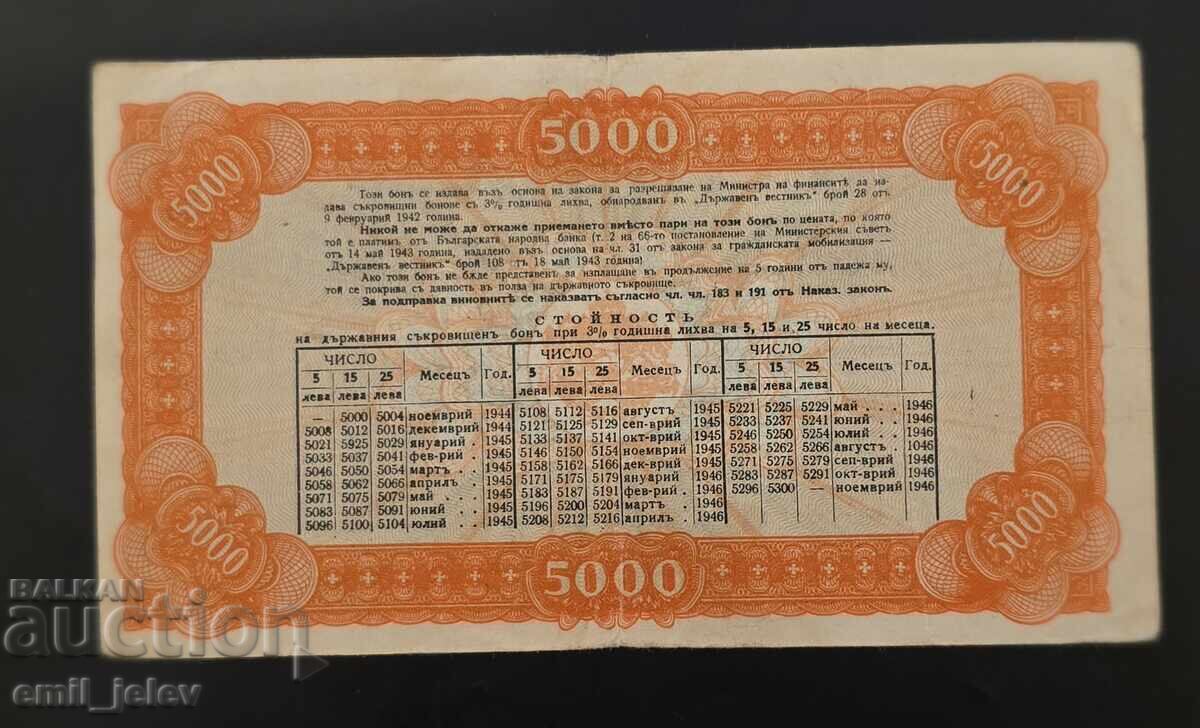 5000
5000
5000
Този бонъ се издава възъ основа на закона за разрешаване на Министра на финанситѣ да из-
дава съкровищни бонове съ 3% годишна лихва, обнародванъ въ „Държавенъ вестникъ“ брой 28 отъ
9 февруарий 1942 година.
Никой не може да откаже приемането вмѣсто пари на този бонъ по цената, по която
той е платимъ отъ Българската народна банка (т. 2 на 66-то постановление на Министерския съветъ
отъ 14 май 1943 година, издадено възъ основа на чл. 31 отъ закона за гражданската мобилизация —
„Държавенъ вестникъ“ брой 108 отъ 18 май 1943 година)
Ако този бонъ не бѫде представенъ за изплащане въ продължение на 5 години отъ падежа му,
той се покрива съ давность въ полза на държавното съкровище.
За подправка виновнитѣ се наказватъ съгласно чл. чл. 183 и 191 отъ Наказ. законъ.
СТОЙНОСТЬ
на държавния съкровищенъ бонъ при 3% годишна лихва на 5, 15 и 25 число на месеца.
ЧИСЛО ЧИСЛО ЧИСЛО
5 15 25 Месецъ Год. 5 15 25 Месецъ Год. 5 15 25 Месецъ Год.
лева лева лева лева лева лева лева лева лева
— 5000 5004 ноемврий 1944 5108 5112 5116 августъ 1945 5221 5225 5229 май . . . 1946
5008 5012 5016 декемврий 1944 5121 5125 5129 сеп-врий 1945 5233 5237 5241 юний . . 1946
5021 5925 5029 януарий . 1945 5133 5137 5141 окт-врий 1945 5246 5250 5254 юлий . . 1946
5033 5037 5041 фев-рий . 1945 5146 5150 5154 ноемврий 1945 5258 5262 5266 августъ . 1046
5046 5050 5054 мартъ . . 1945 5158 5162 5166 дек-врий 1945 5271 5275 5279 сеп-врий 1946
5058 5062 5066 априлъ . 1945 5171 5175 5179 януарий 1946 5283 5287 5291 окт-врий 1946
5071 5075 5079 май . . . 1945 5183 5187 5191 фев-рий . 1946 5296 5300 — ноемврий 1946
5083 5087 5091 юний . . 1945 5196 5200 5204 мартъ . . 1946
5096 5100 5104 юлий . . 1945 5208 5212 5216 априлъ . 1946
5000
5000
5000
BALKAN
auction
emil_jelev